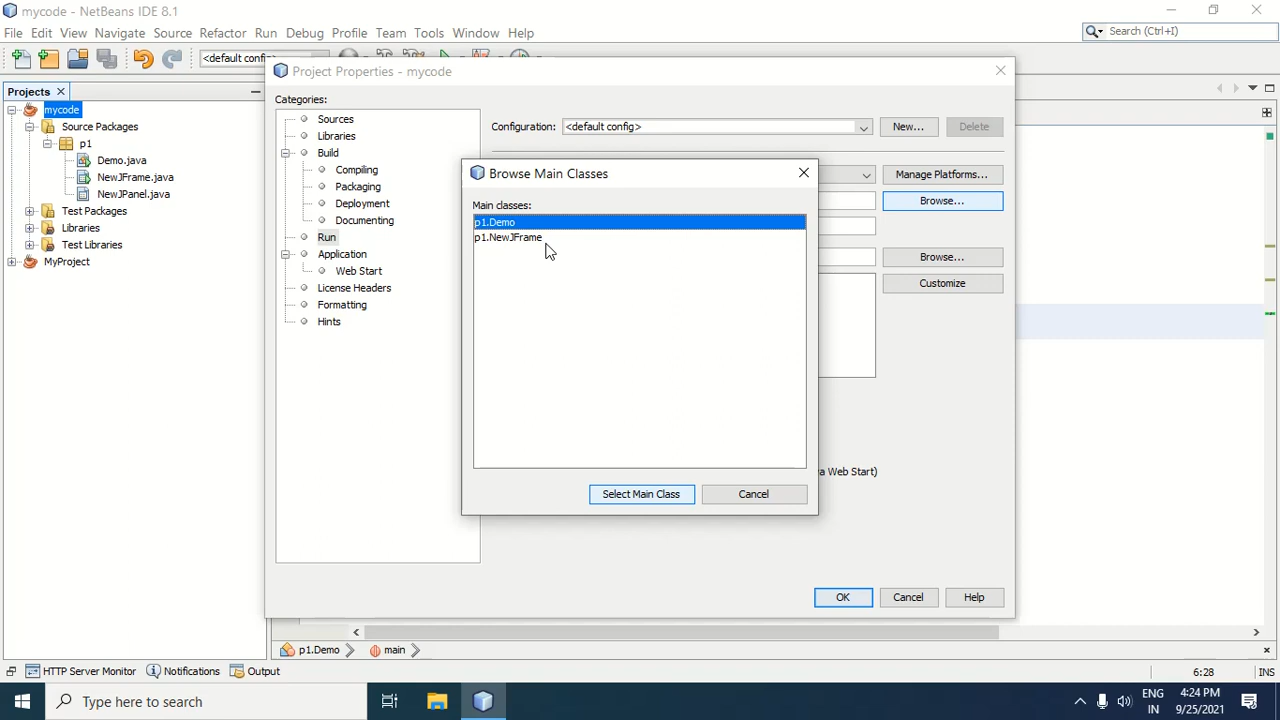 mycode - NetBeans IDE 8.1
File Edit View Navigate Source Refactor Run Debug Profile Team Tools Window Help
Search (Ctrl+I)
<default config>
Projects
mycode
Source Packages
p1
Demo.java
NewJFrame.java
NewJPanel.java
Test Packages
Libraries
Test Libraries
MyProject
Project Properties - mycode
Categories:
Sources
Libraries
Build
Compiling
Packaging
Deployment
Documenting
Run
Application
Web Start
License Headers
Formatting
Hints
Configuration: <default config> New... Delete
Manage Platforms...
Browse...
Browse...
Customize
a Web Start)
Browse Main Classes
Main classes:
p1.Demo
p1.NewJFrame
Select Main Class Cancel
OK Cancel Help
p1.Demo main
HTTP Server Monitor Notifications Output
6:28 INS
Type here to search
ENG
IN
4:24 PM
9/25/2021